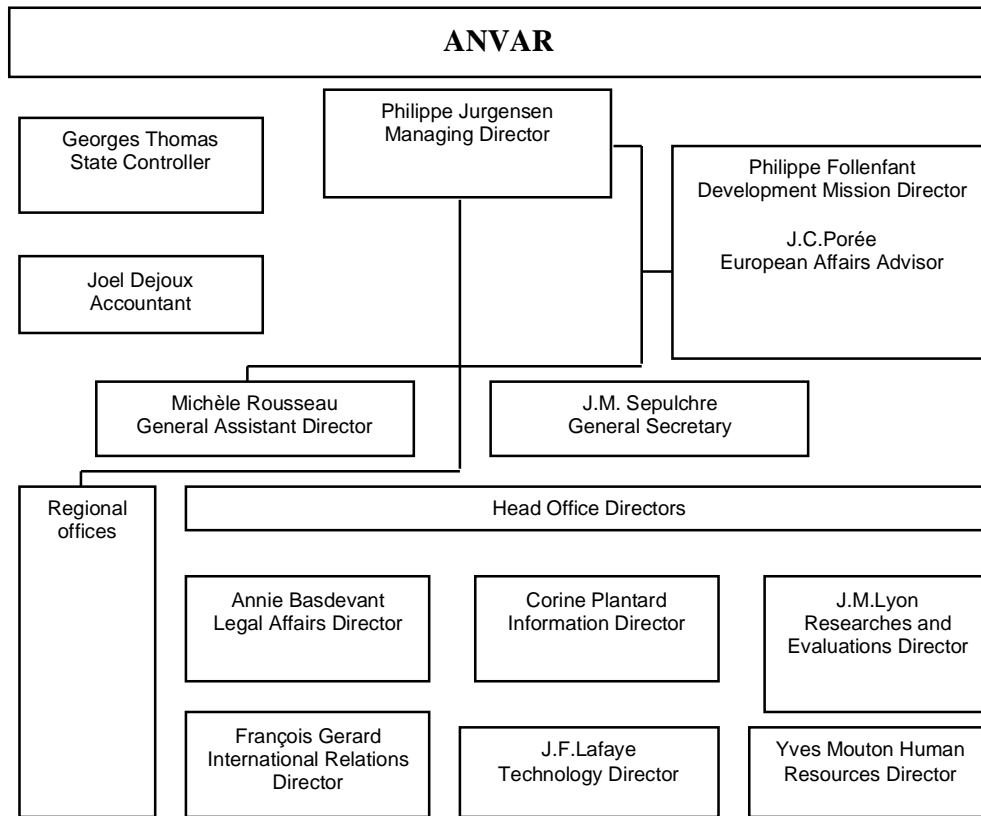 ANVAR
Philippe Jurgensen
Managing Director
Georges Thomas
State Controller
Philippe Follenfant
Development Mission Director
J.C.Porée
European Affairs Advisor
Joel Dejoux
Accountant
Michèle Rousseau
General Assistant Director
J.M. Sepulchre
General Secretary
Regional
offices
Head Office Directors
Annie Basdevant
Legal Affairs Director
Corine Plantard
Information Director
J.M.Lyon
Researches and
Evaluations Director
François Gerard
International Relations
Director
J.F.Lafaye
Technology Director
Yves Mouton Human
Resources Director